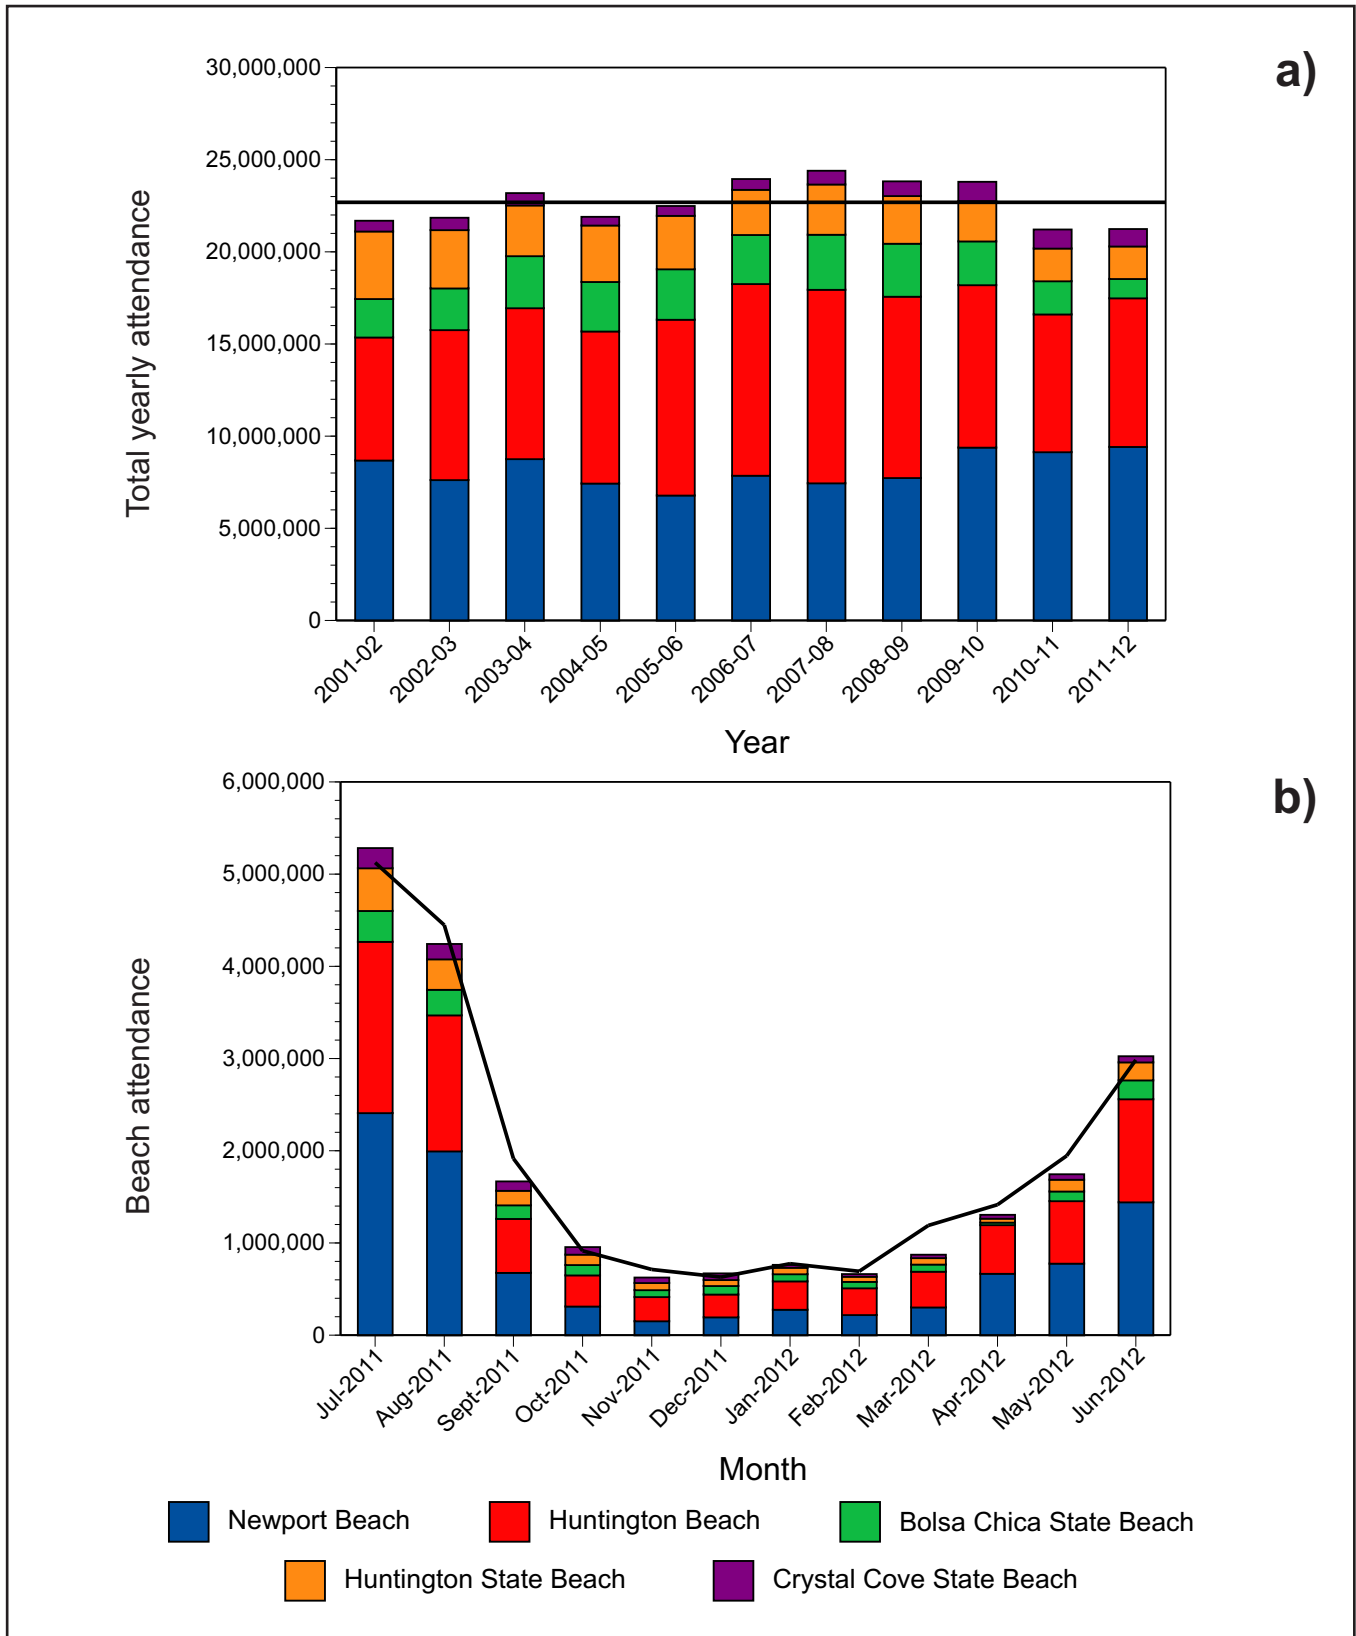 a)
30,000,000
25,000,000
20,000,000
15,000,000
10,000,000
5,000,000
0
Total yearly attendance
2001-02
2002-03
2003-04
2004-05
2005-06
2006-07
2007-08
2008-09
2009-10
2010-11
2011-12
Year
b)
6,000,000
5,000,000
4,000,000
3,000,000
2,000,000
1,000,000
0
Beach attendance
Jul-2011
Aug-2011
Sept-2011
Oct-2011
Nov-2011
Dec-2011
Jan-2012
Feb-2012
Mar-2012
Apr-2012
May-2012
Jun-2012
Month
Newport Beach
Huntington Beach
Bolsa Chica State Beach
Huntington State Beach
Crystal Cove State Beach